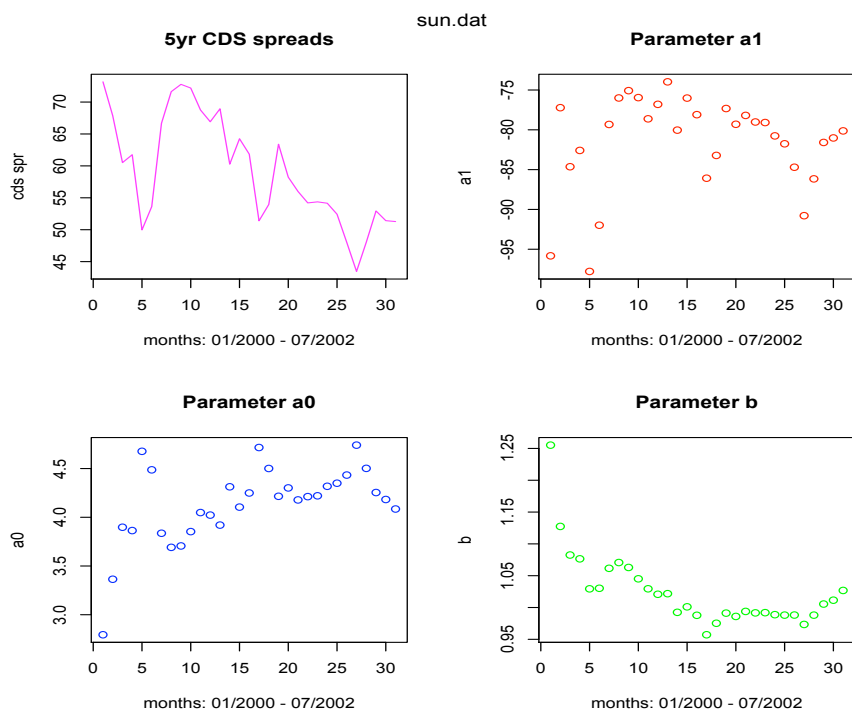 sun.dat
5yr CDS spreads
cds spr
45 50 55 60 65 70
0 5 10 15 20 25 30
months: 01/2000 - 07/2002
Parameter a1
a1
-95 -90 -85 -80 -75
0 5 10 15 20 25 30
months: 01/2000 - 07/2002
Parameter a0
a0
3.0 3.5 4.0 4.5
0 5 10 15 20 25 30
months: 01/2000 - 07/2002
Parameter b
b
0.95 1.05 1.15 1.25
0 5 10 15 20 25 30
months: 01/2000 - 07/2002